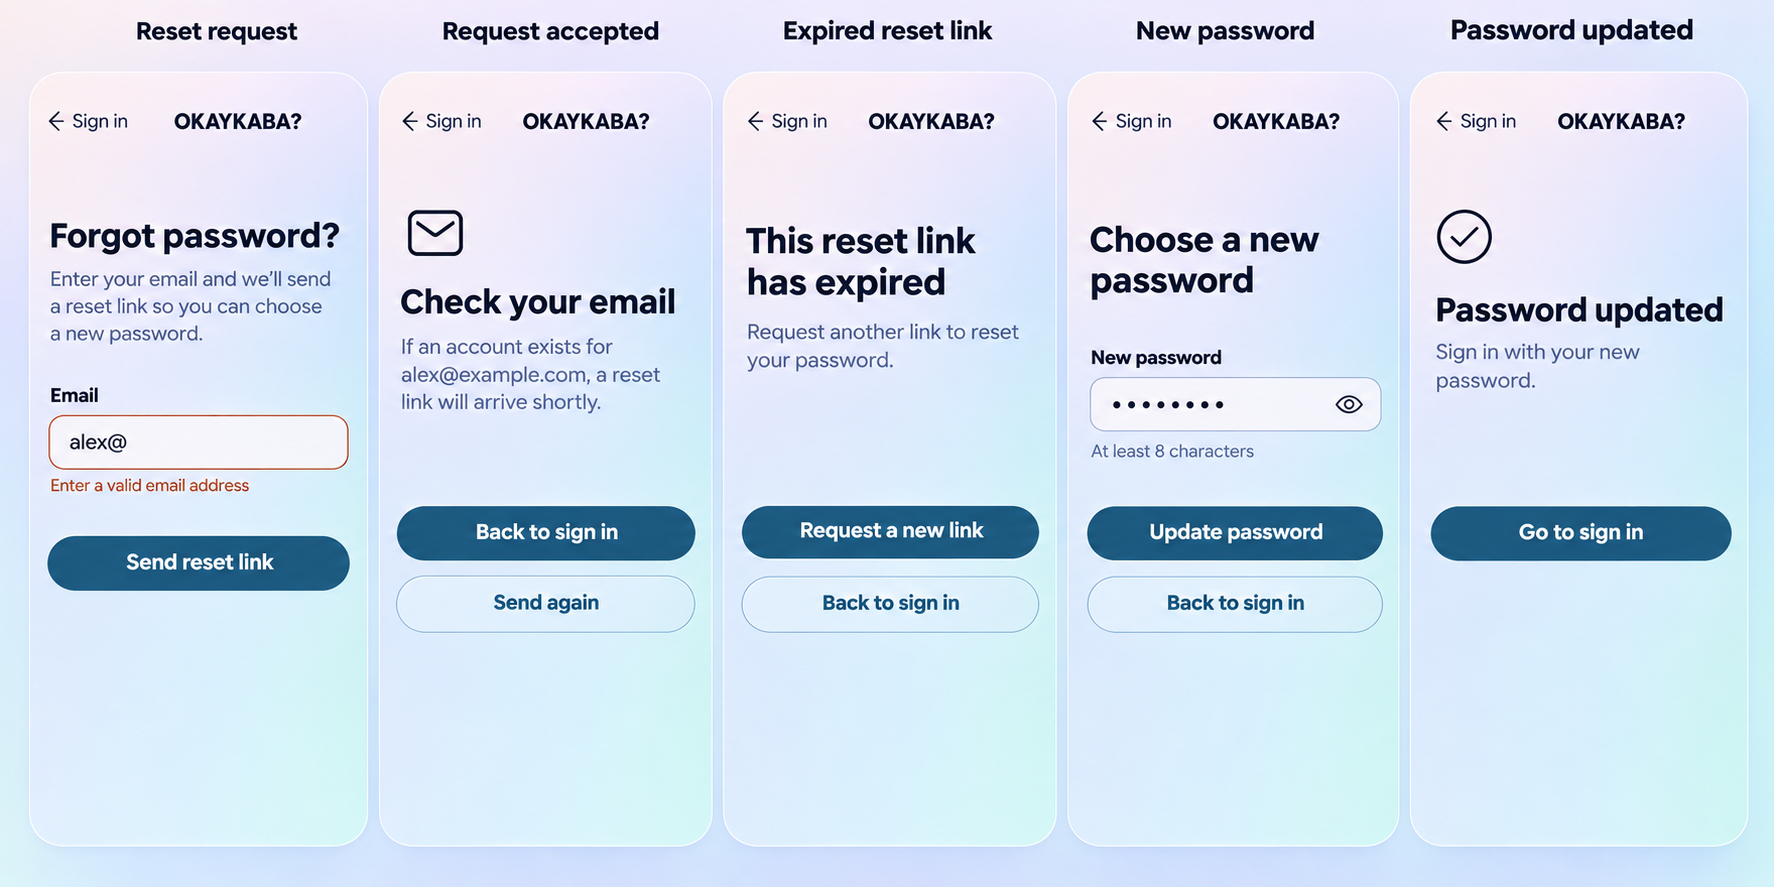 Reset request
Sign in
OKAYKABA?
Forgot password?
Enter your email and we’ll send
a reset link so you can choose
a new password.
Email
alex@
Enter a valid email address
Send reset link
Request accepted
Sign in
OKAYKABA?
Check your email
If an account exists for
alex@example.com, a reset
link will arrive shortly.
Back to sign in
Send again
Expired reset link
Sign in
OKAYKABA?
This reset link
has expired
Request another link to reset
your password.
Request a new link
Back to sign in
New password
Sign in
OKAYKABA?
Choose a new
password
New password
••••••••
At least 8 characters
Update password
Back to sign in
Password updated
Sign in
OKAYKABA?
Password updated
Sign in with your new
password.
Go to sign in